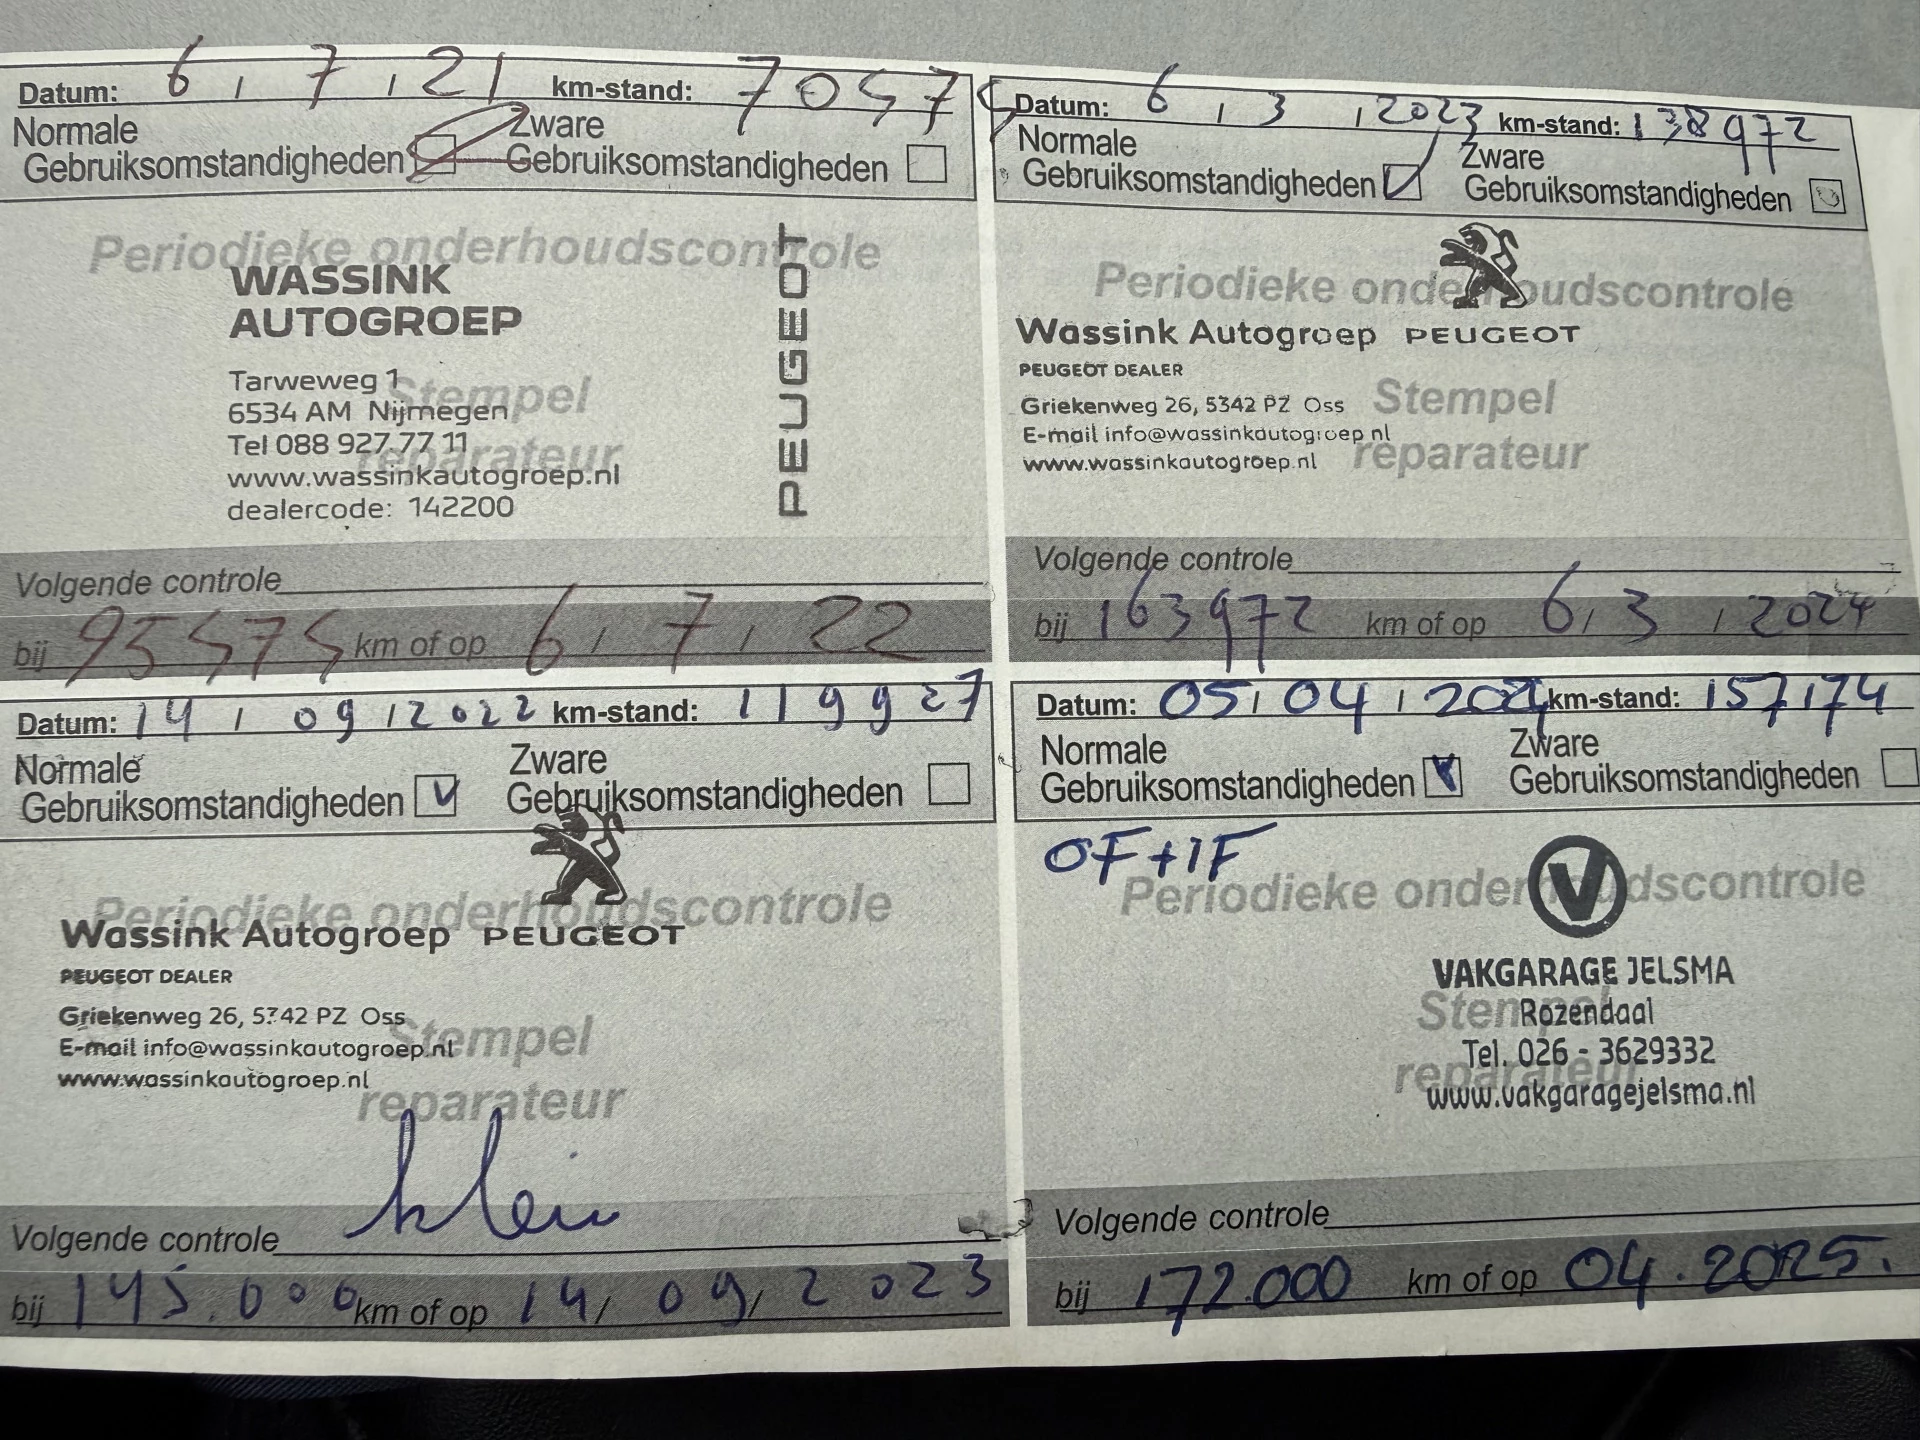 Datum: 6 / 7 / 21 km-stand: 70575
Normale
Gebruiksomstandigheden
Zware
Gebruiksomstandigheden
Periodieke onderhoudscontrole
WASSINK
AUTOGROEP
PEUGEOT
Tarweweg 1
6534 AM Nijmegen
Tel 088 927 77 11
www.wassinkautogroep.nl
dealercode: 142200
Stempel
reparateur
Volgende controle
bij 95575 km of op 6 / 7 / 22
Datum: 14 / 09 / 2022 km-stand: 119927
Normale
Gebruiksomstandigheden V
Zware
Gebruiksomstandigheden
Periodieke onderhoudscontrole
Wassink Autogroep PEUGEOT
PEUGEOT DEALER
Griekenweg 26, 5342 PZ Oss
E-mail info@wassinkautogroep.nl
www.wassinkautogroep.nl
Stempel
reparateur
klein
Volgende controle
bij 145.000 km of op 14 / 09 / 2023
Datum: 6 / 3 / 2023 km-stand: 138972
Normale
Gebruiksomstandigheden
Zware
Gebruiksomstandigheden
Periodieke onderhoudscontrole
Wassink Autogroep PEUGEOT
PEUGEOT DEALER
Griekenweg 26, 5342 PZ Oss
E-mail info@wassinkautogroep.nl
www.wassinkautogroep.nl
Stempel
reparateur
Volgende controle
bij 163972 km of op 6 / 3 / 2024
Datum: 05 / 04 / 2024 km-stand: 157174
Normale
Gebruiksomstandigheden
Zware
Gebruiksomstandigheden
OF+IF
Periodieke onderhoudscontrole
V
VAKGARAGE JELSMA
Rozendaal
Tel. 026 - 3629332
www.vakgaragejelsma.nl
Stempel
reparateur
Volgende controle
bij 172.000 km of op 04.2025.